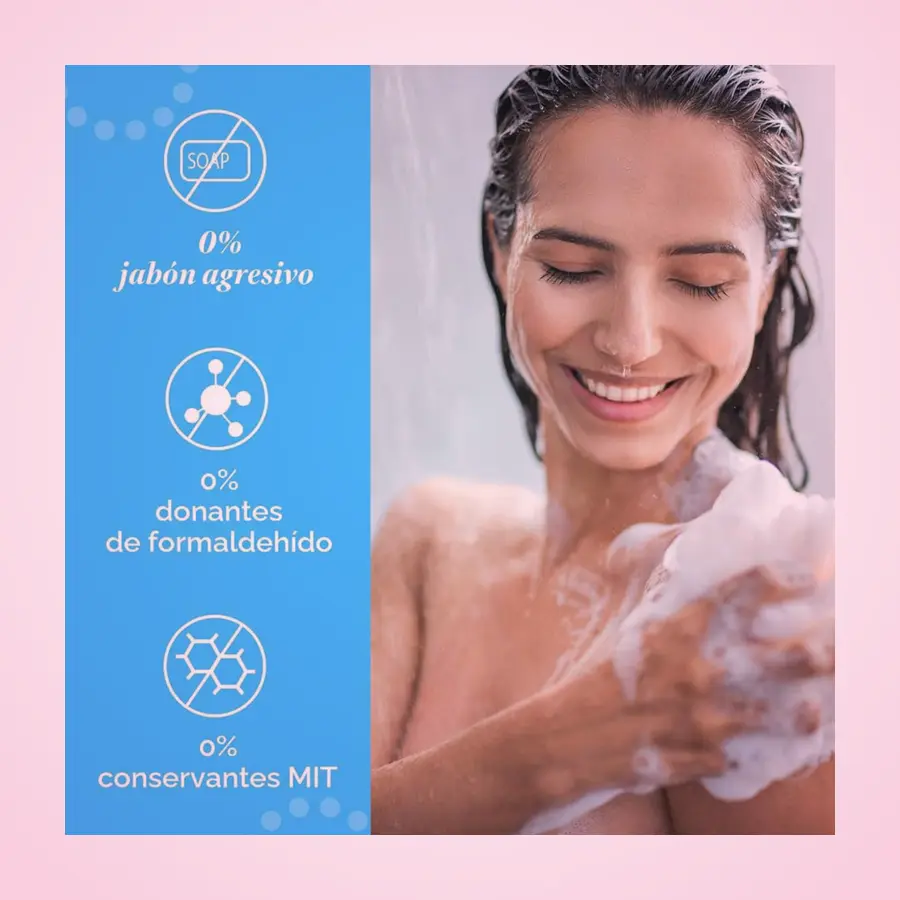 SOAP
0%
jabón agresivo
0%
donantes
de formaldehído
0%
conservantes MIT